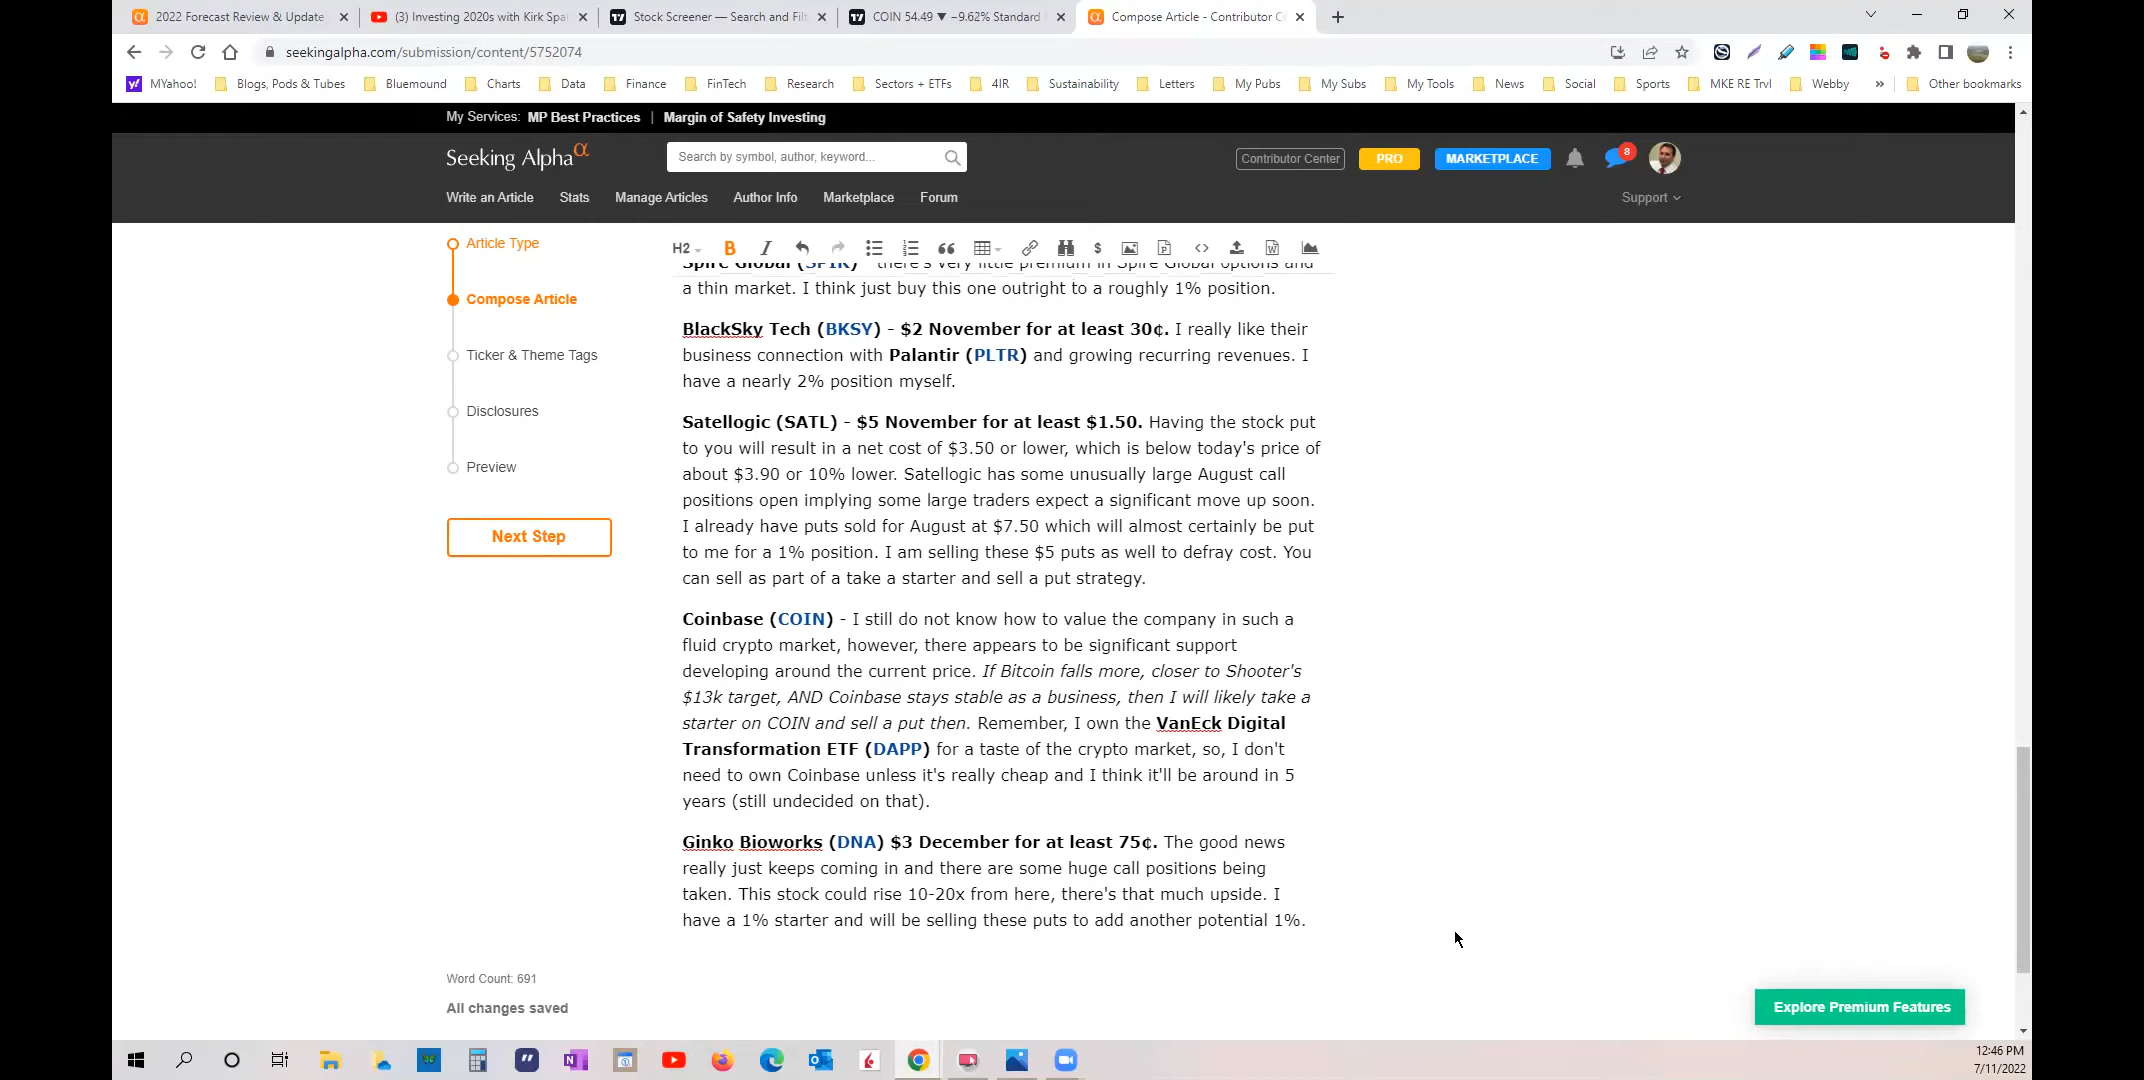 2022 Forecast Review & Update
(3) Investing 2020s with Kirk Spa
Stock Screener — Search and Filt
COIN 54.49 ▼ −9.62% Standard
Compose Article - Contributor C
seekingalpha.com/submission/content/5752074
MYahoo!
Blogs, Pods & Tubes
Bluemound
Charts
Data
Finance
FinTech
Research
Sectors + ETFs
4IR
Sustainability
Letters
My Pubs
My Subs
My Tools
News
Social
Sports
MKE RE Trvl
Webby
»
Other bookmarks
My Services: MP Best Practices | Margin of Safety Investing
Seeking Alpha α
Search by symbol, author, keyword...
Contributor Center
PRO
MARKETPLACE
8
Write an Article
Stats
Manage Articles
Author Info
Marketplace
Forum
Support
Article Type
Compose Article
Ticker & Theme Tags
Disclosures
Preview
Next Step
H2 B I
Spire Global (SPIR) - there's very little premium in Spire Global options and
a thin market. I think just buy this one outright to a roughly 1% position.
BlackSky Tech (BKSY) - $2 November for at least 30¢. I really like their
business connection with Palantir (PLTR) and growing recurring revenues. I
have a nearly 2% position myself.
Satellogic (SATL) - $5 November for at least $1.50. Having the stock put
to you will result in a net cost of $3.50 or lower, which is below today's price of
about $3.90 or 10% lower. Satellogic has some unusually large August call
positions open implying some large traders expect a significant move up soon.
I already have puts sold for August at $7.50 which will almost certainly be put
to me for a 1% position. I am selling these $5 puts as well to defray cost. You
can sell as part of a take a starter and sell a put strategy.
Coinbase (COIN) - I still do not know how to value the company in such a
fluid crypto market, however, there appears to be significant support
developing around the current price. If Bitcoin falls more, closer to Shooter's
$13k target, AND Coinbase stays stable as a business, then I will likely take a
starter on COIN and sell a put then. Remember, I own the VanEck Digital
Transformation ETF (DAPP) for a taste of the crypto market, so, I don't
need to own Coinbase unless it's really cheap and I think it'll be around in 5
years (still undecided on that).
Ginko Bioworks (DNA) $3 December for at least 75¢. The good news
really just keeps coming in and there are some huge call positions being
taken. This stock could rise 10-20x from here, there's that much upside. I
have a 1% starter and will be selling these puts to add another potential 1%.
Word Count: 691
All changes saved
Explore Premium Features
12:46 PM
7/11/2022